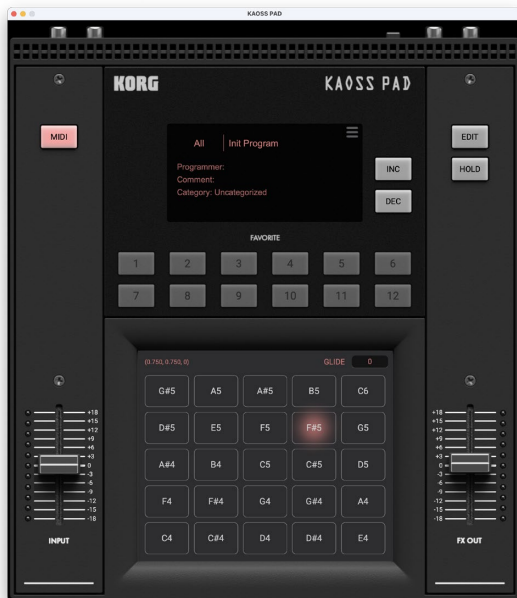 KAOSS PAD
KORG
KAOSS PAD
MIDI
All Init Program
Programmer:
Comment:
Category: Uncategorized
INC
DEC
EDIT
HOLD
FAVORITE
1 2 3 4 5 6
7 8 9 10 11 12
(0.750, 0.750, 0) GLIDE 0
G#5 A5 A#5 B5 C6
D#5 E5 F5 F#5 G5
A#4 B4 C5 C#5 D5
F4 F#4 G4 G#4 A4
C4 C#4 D4 D#4 E4
+18
+15
+12
+9
+6
+3
0
-3
-6
-9
-12
-15
-18
INPUT
+18
+15
+12
+9
+6
+3
0
-3
-6
-9
-12
-15
-18
FX OUT